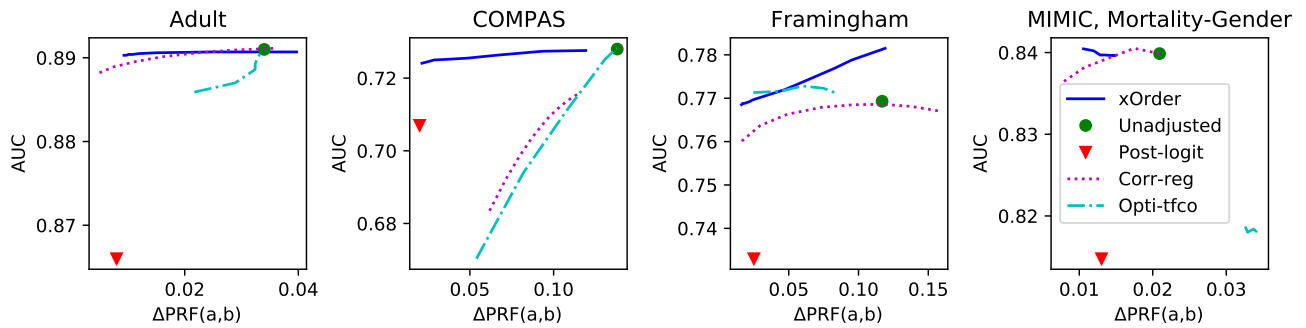 Adult
COMPAS
Framingham
MIMIC, Mortality-Gender
AUC
0.89
0.88
0.87
0.02
0.04
ΔPRF(a,b)
AUC
0.72
0.70
0.68
0.05
0.10
ΔPRF(a,b)
AUC
0.78
0.77
0.76
0.75
0.74
0.05
0.10
0.15
ΔPRF(a,b)
AUC
0.84
0.83
0.82
0.01
0.02
0.03
ΔPRF(a,b)
xOrder
Unadjusted
Post-logit
Corr-reg
Opti-tfco